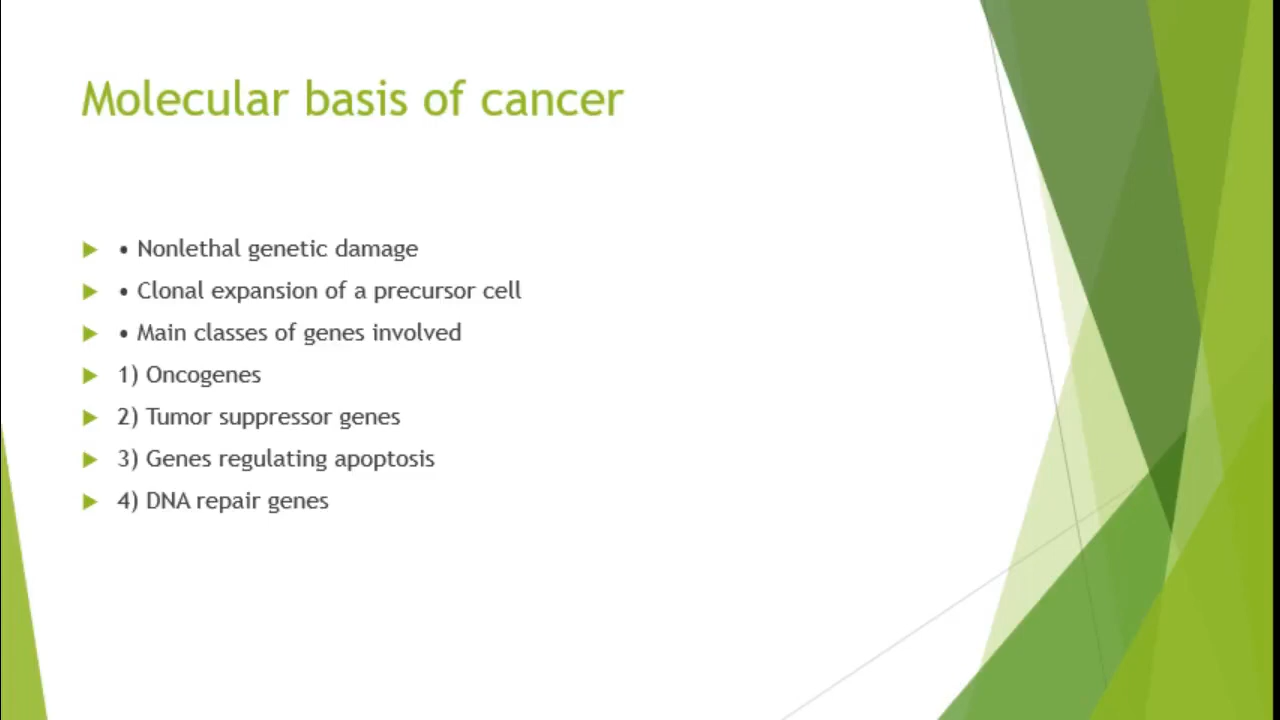 Molecular basis of cancer
• Nonlethal genetic damage
• Clonal expansion of a precursor cell
• Main classes of genes involved
1) Oncogenes
2) Tumor suppressor genes
3) Genes regulating apoptosis
4) DNA repair genes